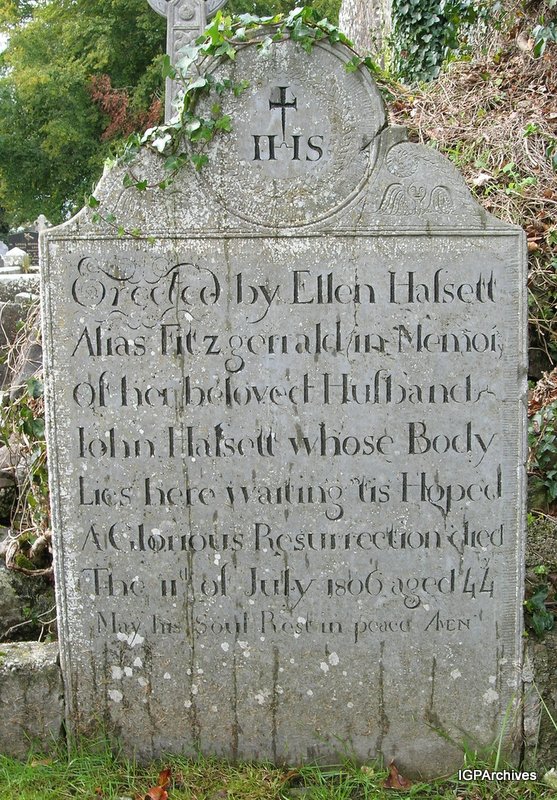 IHS
Erected by Ellen Haſsett
Alias Fitzgerrald in Memory
of her beloved Huſband
Iohn Haſsett whose Body
Lies here waiting 'tis Hoped
A Glorious Resurrection died
The 11th of July 1806 aged 44
May his Soul Rest in peace Amen
IGPArchives